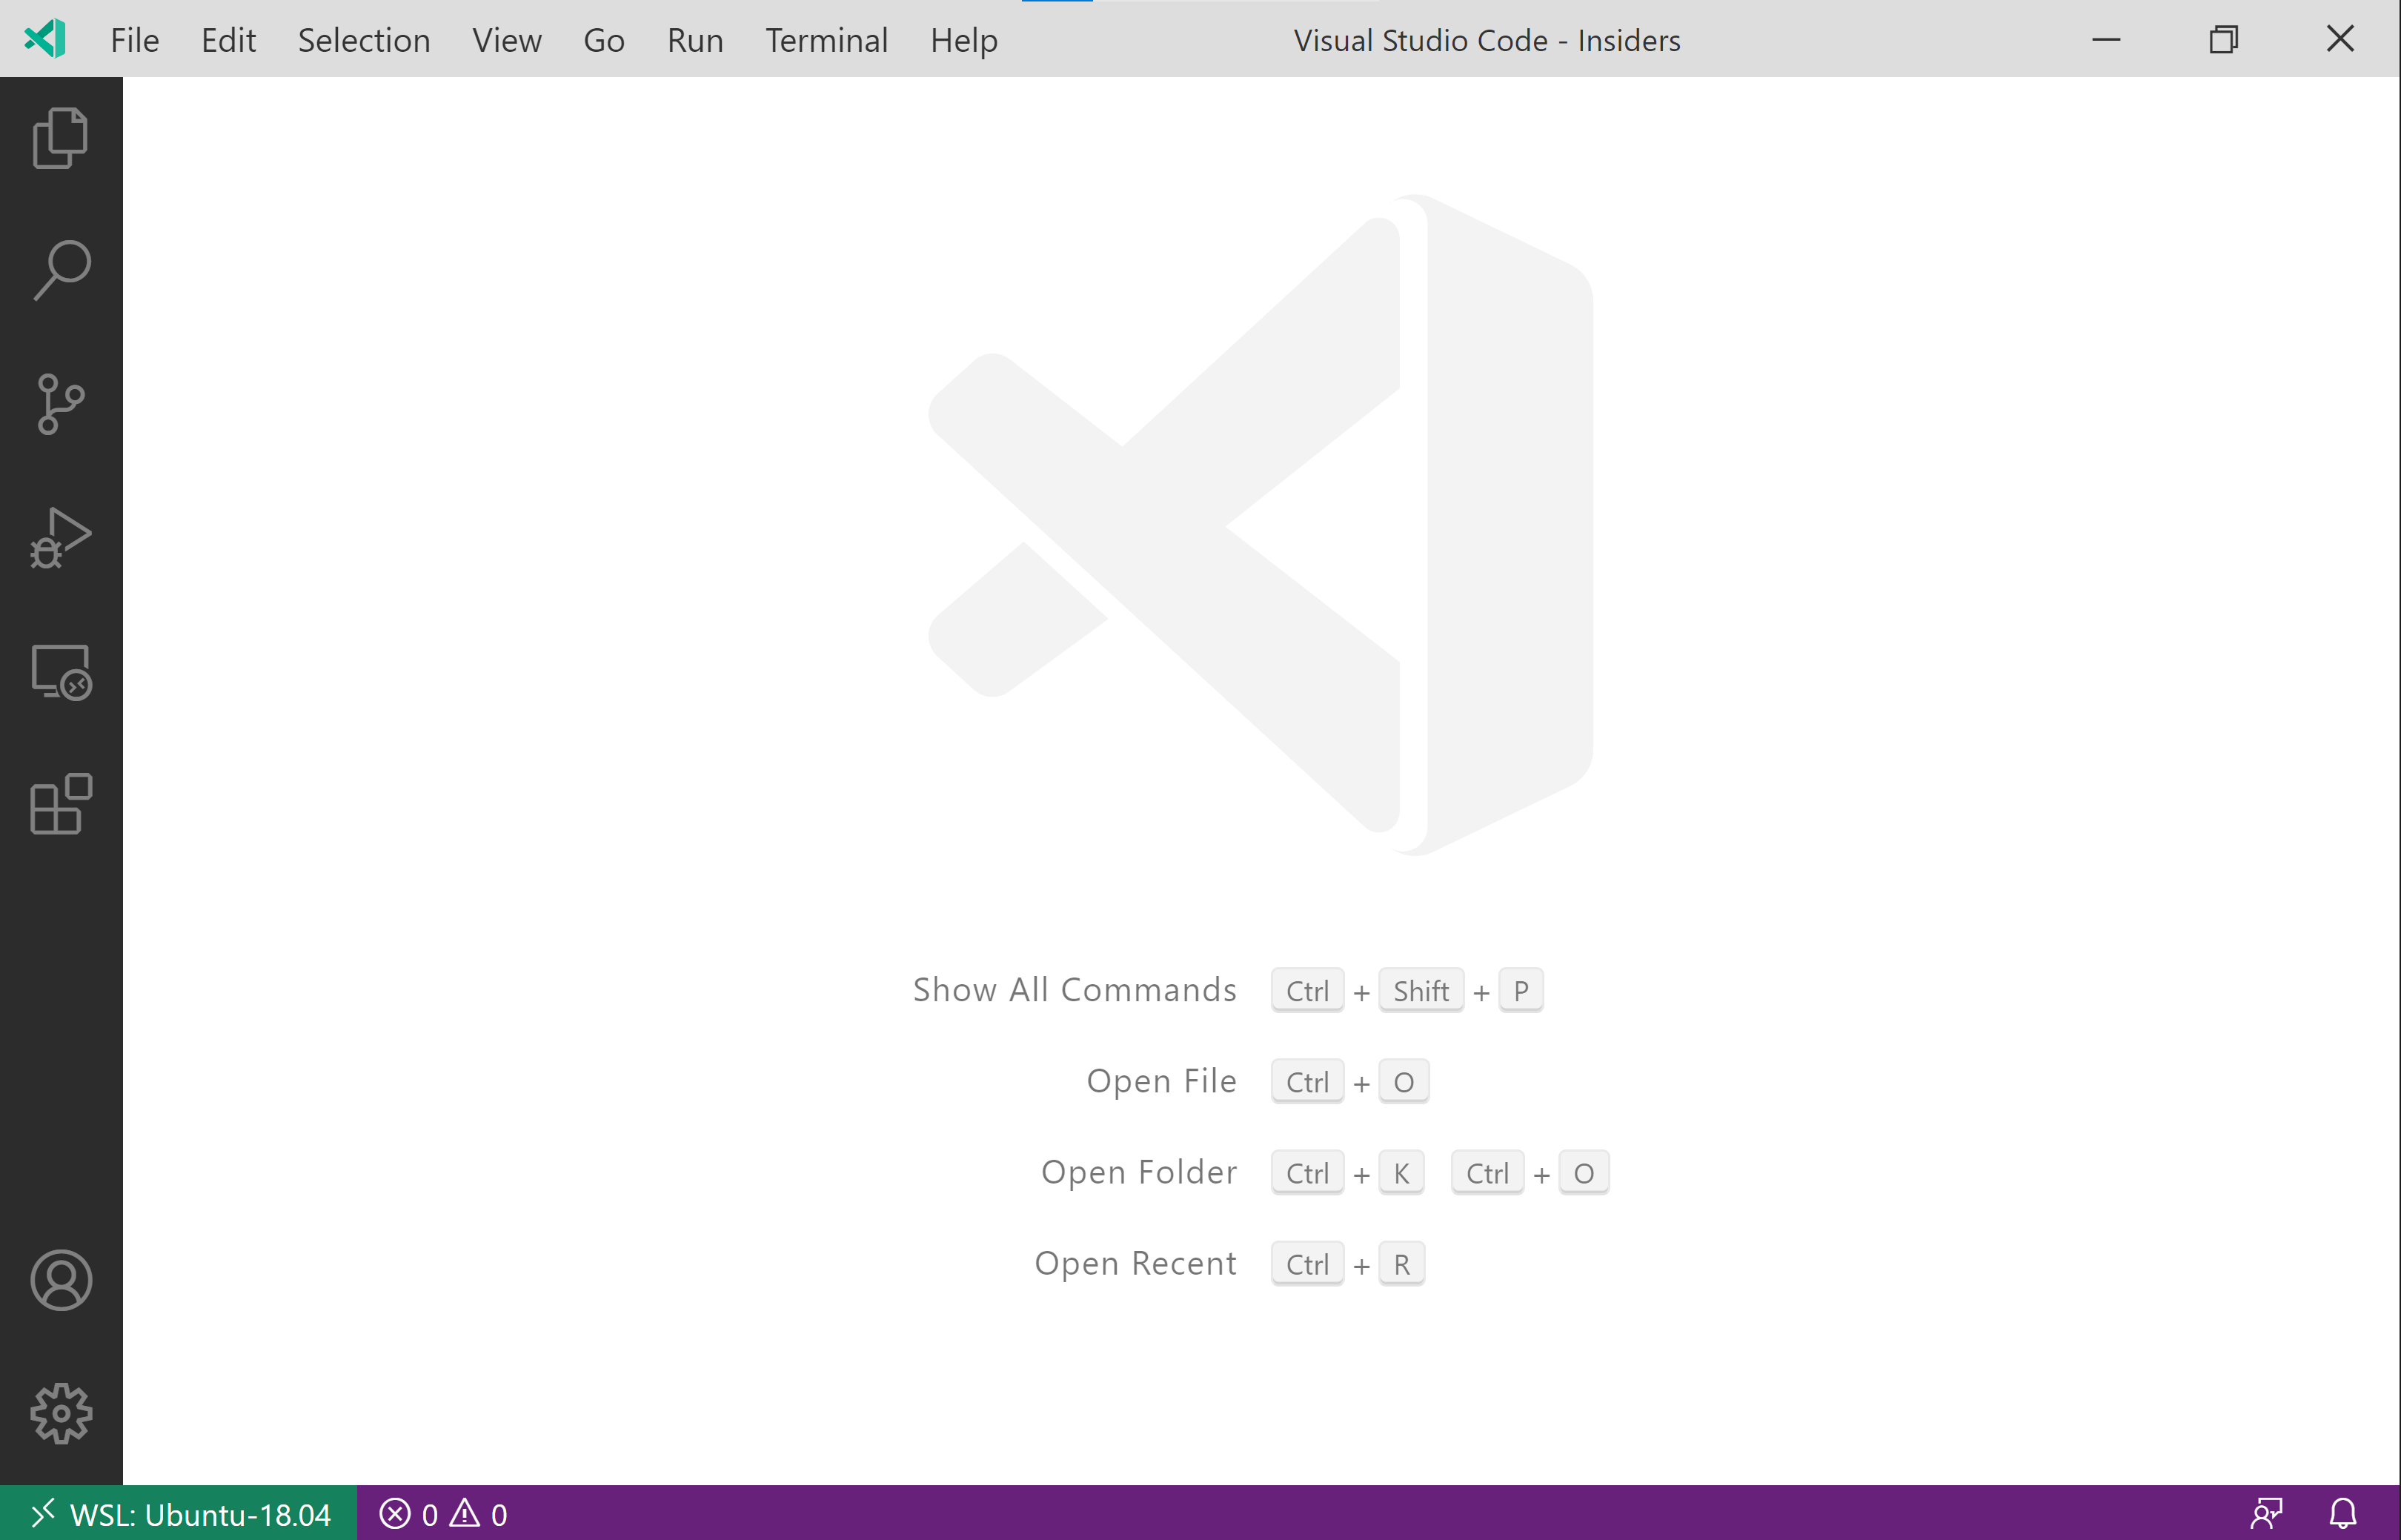 File Edit Selection View Go Run Terminal Help Visual Studio Code - Insiders
Show All Commands Ctrl + Shift + P
Open File Ctrl + O
Open Folder Ctrl + K Ctrl + O
Open Recent Ctrl + R
WSL: Ubuntu-18.04 0 0